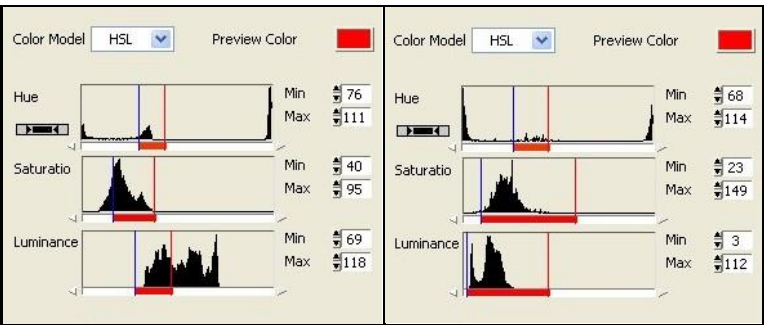 Color Model HSL Preview Color
Hue Min 76
Max 111
Saturatio Min 40
Max 95
Luminance Min 69
Max 118
Color Model HSL Preview Color
Hue Min 68
Max 114
Saturatio Min 23
Max 149
Luminance Min 3
Max 112